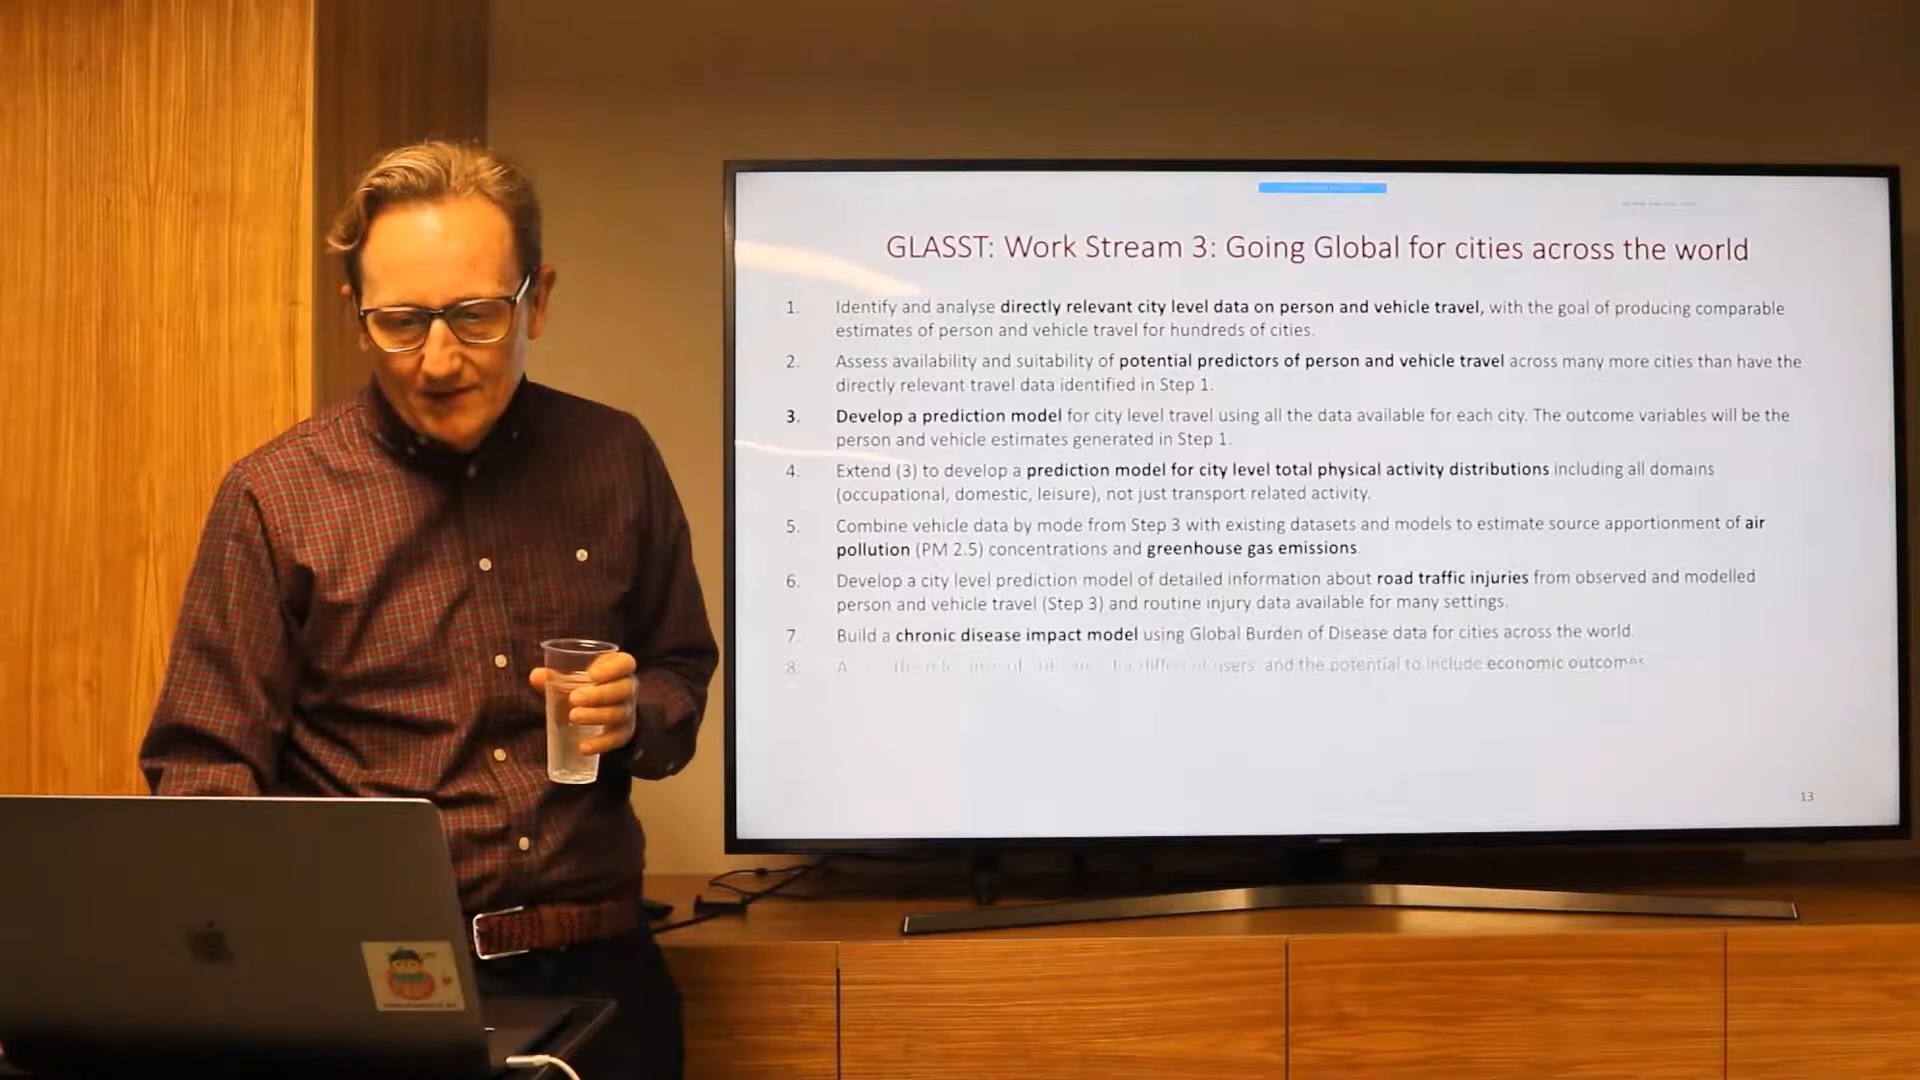 GLASST: Work Stream 3: Going Global for cities across the world
1. Identify and analyse directly relevant city level data on person and vehicle travel, with the goal of producing comparable
estimates of person and vehicle travel for hundreds of cities.
2. Assess availability and suitability of potential predictors of person and vehicle travel across many more cities than have the
directly relevant travel data identified in Step 1.
3. Develop a prediction model for city level travel using all the data available for each city. The outcome variables will be the
person and vehicle estimates generated in Step 1.
4. Extend (3) to develop a prediction model for city level total physical activity distributions including all domains
(occupational, domestic, leisure), not just transport related activity.
5. Combine vehicle data by mode from Step 3 with existing datasets and models to estimate source apportionment of air
pollution (PM 2.5) concentrations and greenhouse gas emissions.
6. Develop a city level prediction model of detailed information about road traffic injuries from observed and modelled
person and vehicle travel (Step 3) and routine injury data available for many settings.
7. Build a chronic disease impact model using Global Burden of Disease data for cities across the world.
8. users, and the potential to include economic outcomes
13